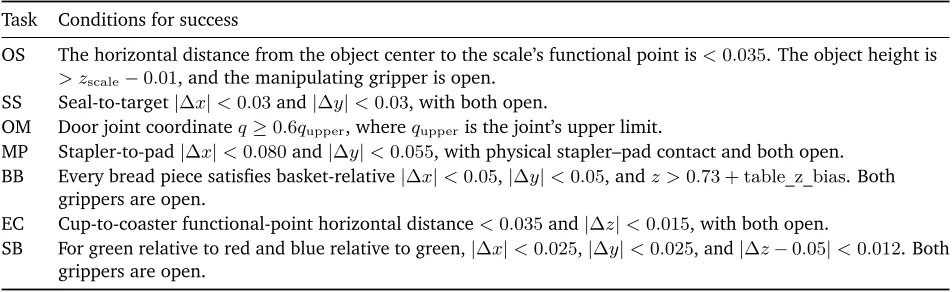 Task Conditions for success
OS The horizontal distance from the object center to the scale's functional point is < 0.035. The object height is
> z_scale − 0.01, and the manipulating gripper is open.
SS Seal-to-target |Δx| < 0.03 and |Δy| < 0.03, with both open.
OM Door joint coordinate q ≥ 0.6q_upper, where q_upper is the joint's upper limit.
MP Stapler-to-pad |Δx| < 0.080 and |Δy| < 0.055, with physical stapler–pad contact and both open.
BB Every bread piece satisfies basket-relative |Δx| < 0.05, |Δy| < 0.05, and z > 0.73 + table_z_bias. Both
grippers are open.
EC Cup-to-coaster functional-point horizontal distance < 0.035 and |Δz| < 0.015, with both open.
SB For green relative to red and blue relative to green, |Δx| < 0.025, |Δy| < 0.025, and |Δz − 0.05| < 0.012. Both
grippers are open.